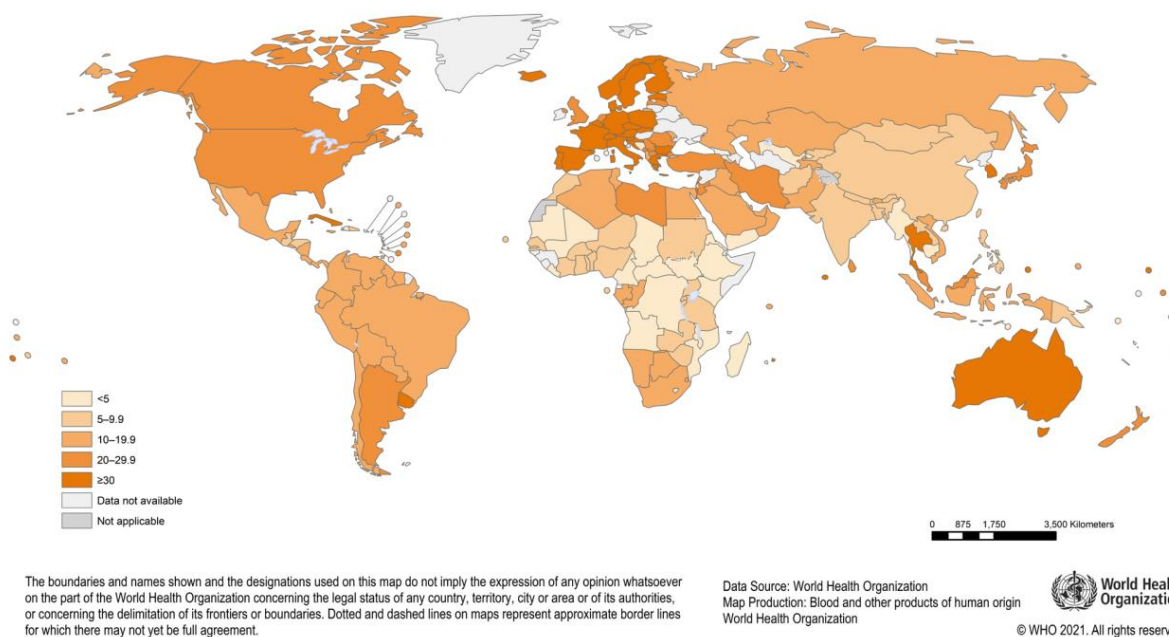 <5
5–9.9
10–19.9
20–29.9
≥30
Data not available
Not applicable
0 875 1,750 3,500 Kilometers
The boundaries and names shown and the designations used on this map do not imply the expression of any opinion whatsoever
on the part of the World Health Organization concerning the legal status of any country, territory, city or area or of its authorities,
or concerning the delimitation of its frontiers or boundaries. Dotted and dashed lines on maps represent approximate border lines
for which there may not yet be full agreement.
Data Source: World Health Organization
Map Production: Blood and other products of human origin
World Health Organization
World Heal
Organizatio
© WHO 2021. All rights reserv